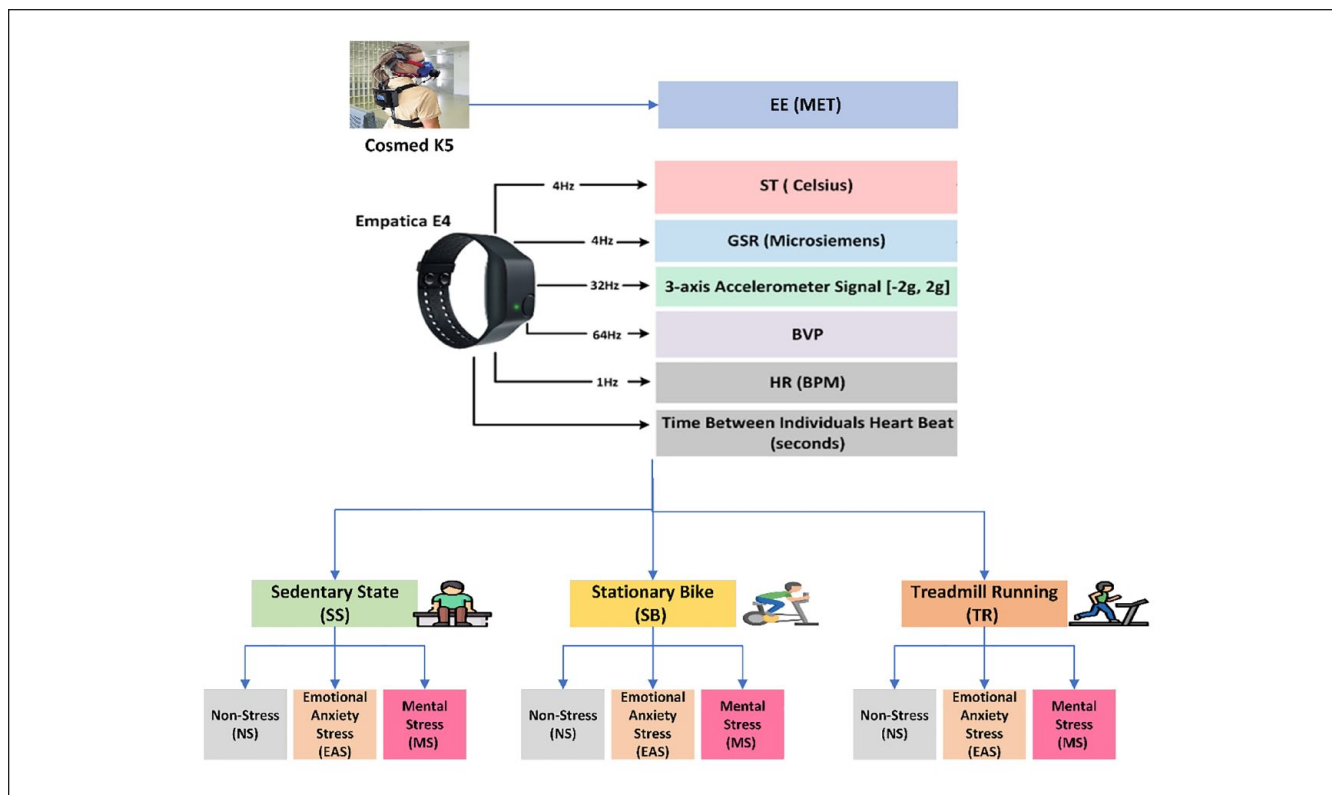 EE (MET)
Cosmed K5
4Hz
ST ( Celsius)
Empatica E4
4Hz
GSR (Microsiemens)
32Hz
3-axis Accelerometer Signal [-2g, 2g]
64Hz
BVP
1Hz
HR (BPM)
Time Between Individuals Heart Beat
(seconds)
Sedentary State
(SS)
Stationary Bike
(SB)
Treadmill Running
(TR)
Non-Stress
(NS)
Emotional
Anxiety
Stress
(EAS)
Mental
Stress
(MS)
Non-Stress
(NS)
Emotional
Anxiety
Stress
(EAS)
Mental
Stress
(MS)
Non-Stress
(NS)
Emotional
Anxiety
Stress
(EAS)
Mental
Stress
(MS)